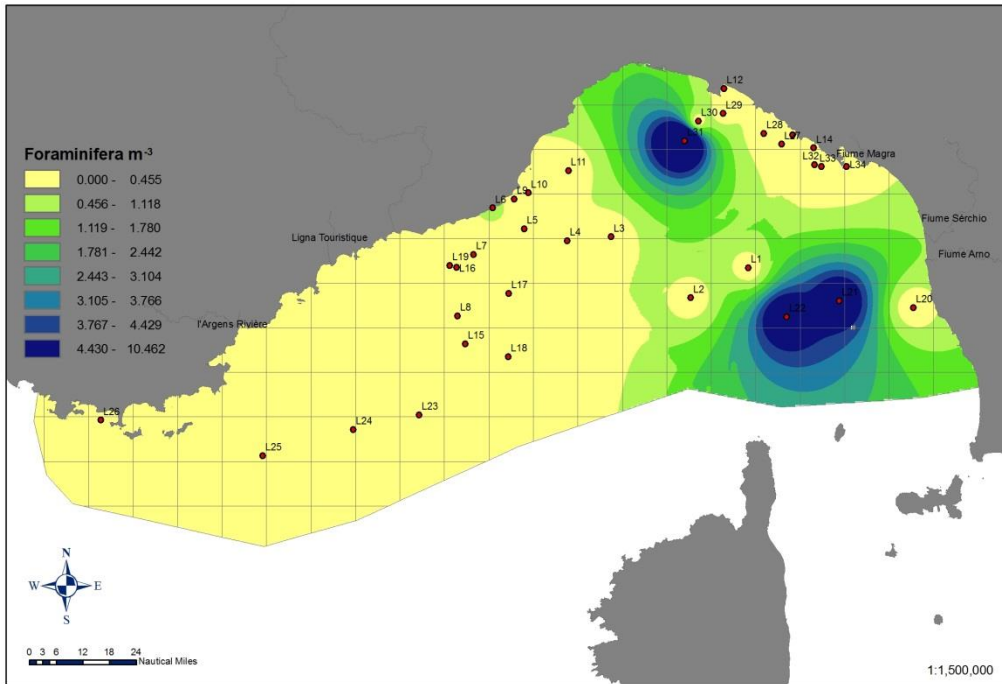 L12
L30
L29
L28
L31
L27
L14
L32
L33
Fiume Magra
L34
Foraminifera m-3
0.000 - 0.455
0.456 - 1.118
1.119 - 1.780
1.781 - 2.442
2.443 - 3.104
3.105 - 3.766
3.767 - 4.429
4.430 - 10.462
L11
L10
L9
L6
L5
L4
L3
Fiume Sérchio
Ligna Touristique
L7
L19
L16
Fiume Arno
L1
L17
L2
L21
L20
L22
L8
l'Argens Rivière
L15
L18
L23
L26
L24
L25
N
W
E
S
0 3 6 12 18 24
Nautical Miles
1:1,500,000